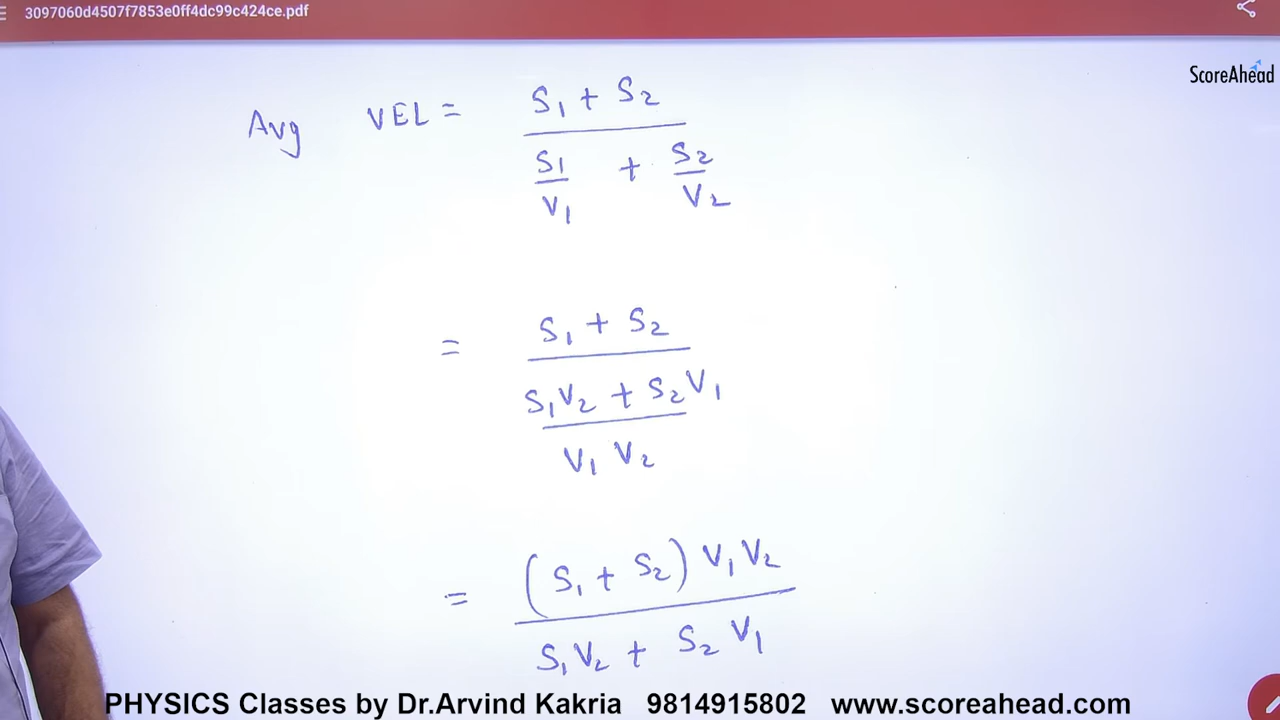 3097060d4507f7853e0ff4dc99c424ce.pdf
ScoreAhead
Avg VEL = S₁ + S₂
S₁ + S₂
V₁ V₂
= S₁ + S₂
S₁V₂ + S₂V₁
V₁ V₂
= (S₁ + S₂) V₁V₂
S₁V₂ + S₂ V₁
PHYSICS Classes by Dr.Arvind Kakria 9814915802 www.scoreahead.com